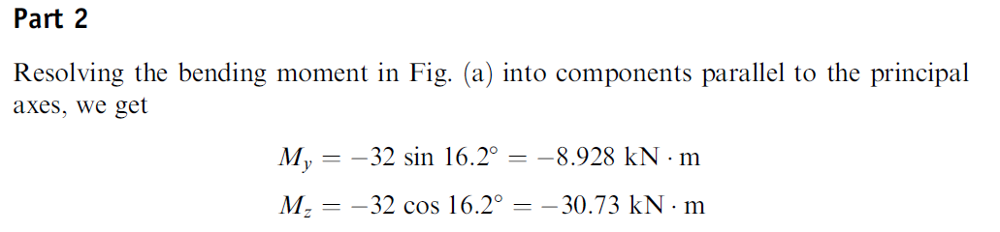 Part 2
Resolving the bending moment in Fig. (a) into components parallel to the principal
axes, we get
M_y = −32 sin 16.2° = −8.928 kN · m
M_z = −32 cos 16.2° = −30.73 kN · m